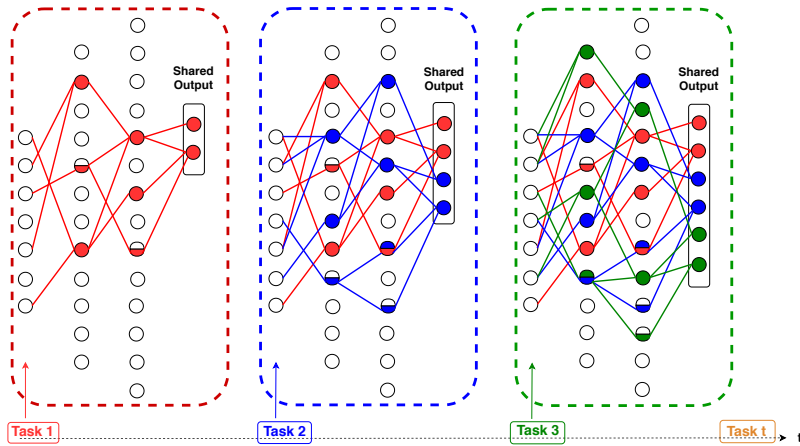 Shared
Output
Shared
Output
Shared
Output
Task 1
Task 2
Task 3
Task t
t